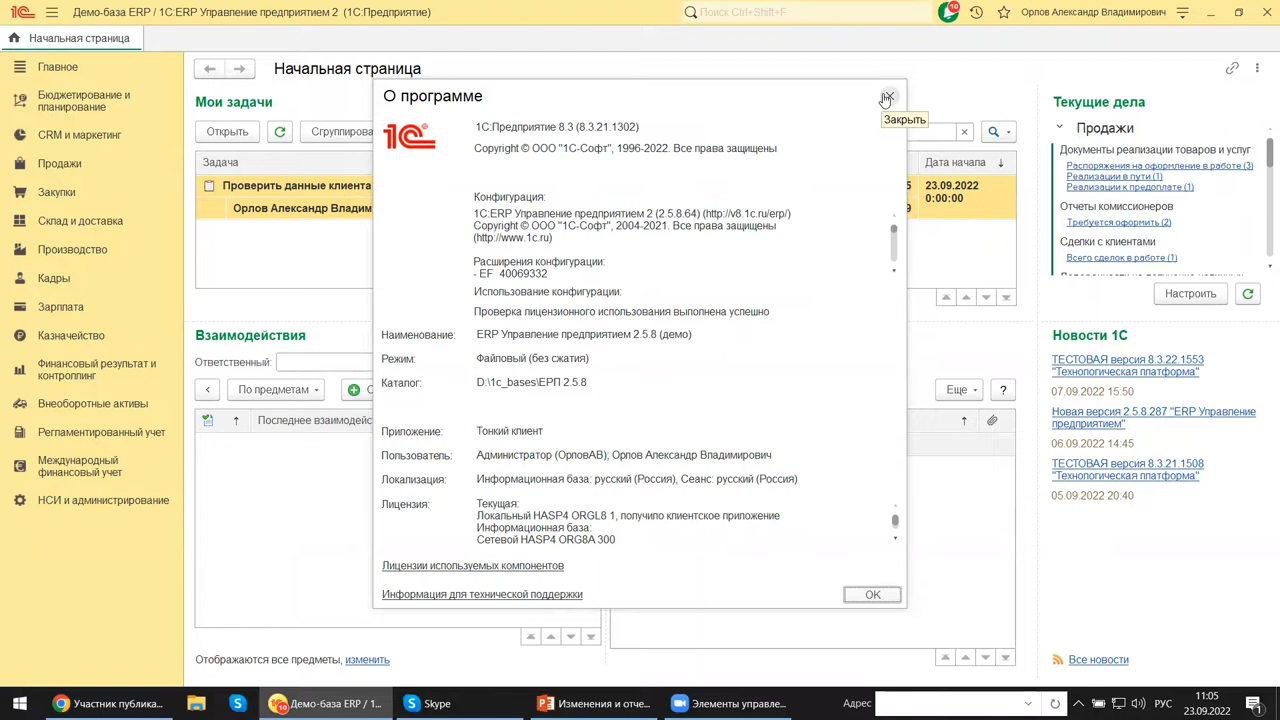 Демо-база ERP / 1С:ERP Управление предприятием 2 (1С:Предприятие)
Поиск Ctrl+Shift+F
10
Орлов Александр Владимирович
Начальная страница
Главное
Бюджетирование и планирование
CRM и маркетинг
Продажи
Закупки
Склад и доставка
Производство
Кадры
Зарплата
Казначейство
Финансовый результат и контроллинг
Внеоборотные активы
Регламентированный учет
Международный финансовый учет
НСИ и администрирование
Начальная страница
Мои задачи
Открыть
Сгруппирова
Задача
Дата начала
Проверить данные клиента
23.09.2022
0:00:00
Орлов Александр Владим
Взаимодействия
Ответственный:
По предметам
Еще
?
Последнее взаимодейс
Отображаются все предметы, изменить
О программе
Закрыть
1С
1С:Предприятие 8.3 (8.3.21.1302)
Copyright © ООО "1С-Софт", 1996-2022. Все права защищены
Конфигурация:
1С:ERP Управление предприятием 2 (2.5.8.64) (http://v8.1c.ru/erp/)
Copyright © ООО "1С-Софт", 2004-2021. Все права защищены
(http://www.1c.ru)
Расширения конфигурации:
- EF_40069332
Использование конфигурации:
Проверка лицензионного использования выполнена успешно
Наименование: ERP Управление предприятием 2.5.8 (демо)
Режим: Файловый (без сжатия)
Каталог: D:\1c_bases\ЕРП 2.5.8
Приложение: Тонкий клиент
Пользователь: Администратор (ОрловАВ); Орлов Александр Владимирович
Локализация: Информационная база: русский (Россия), Сеанс: русский (Россия)
Лицензия: Текущая:
Локальный HASP4 ORGL8 1, получило клиентское приложение
Информационная база:
Сетевой HASP4 ORG8A 300
Лицензии используемых компонентов
Информация для технической поддержки
OK
Текущие дела
Продажи
Документы реализации товаров и услуг
Распоряжения на оформление в работе (3)
Реализации в пути (1)
Реализации к предоплате (1)
Отчеты комиссионеров
Требуется оформить (2)
Сделки с клиентами
Всего сделок в работе (1)
Настроить
Новости 1С
ТЕСТОВАЯ версия 8.3.22.1553
"Технологическая платформа"
07.09.2022 15:50
Новая версия 2.5.8.287 "ERP Управление
предприятием"
06.09.2022 14:45
ТЕСТОВАЯ версия 8.3.21.1508
"Технологическая платформа"
05.09.2022 20:40
Все новости
Участник публика...
Демо-база ERP / 1...
Skype
Изменения и отче...
Элементы управле...
Адрес
РУС
11:05
23.09.2022